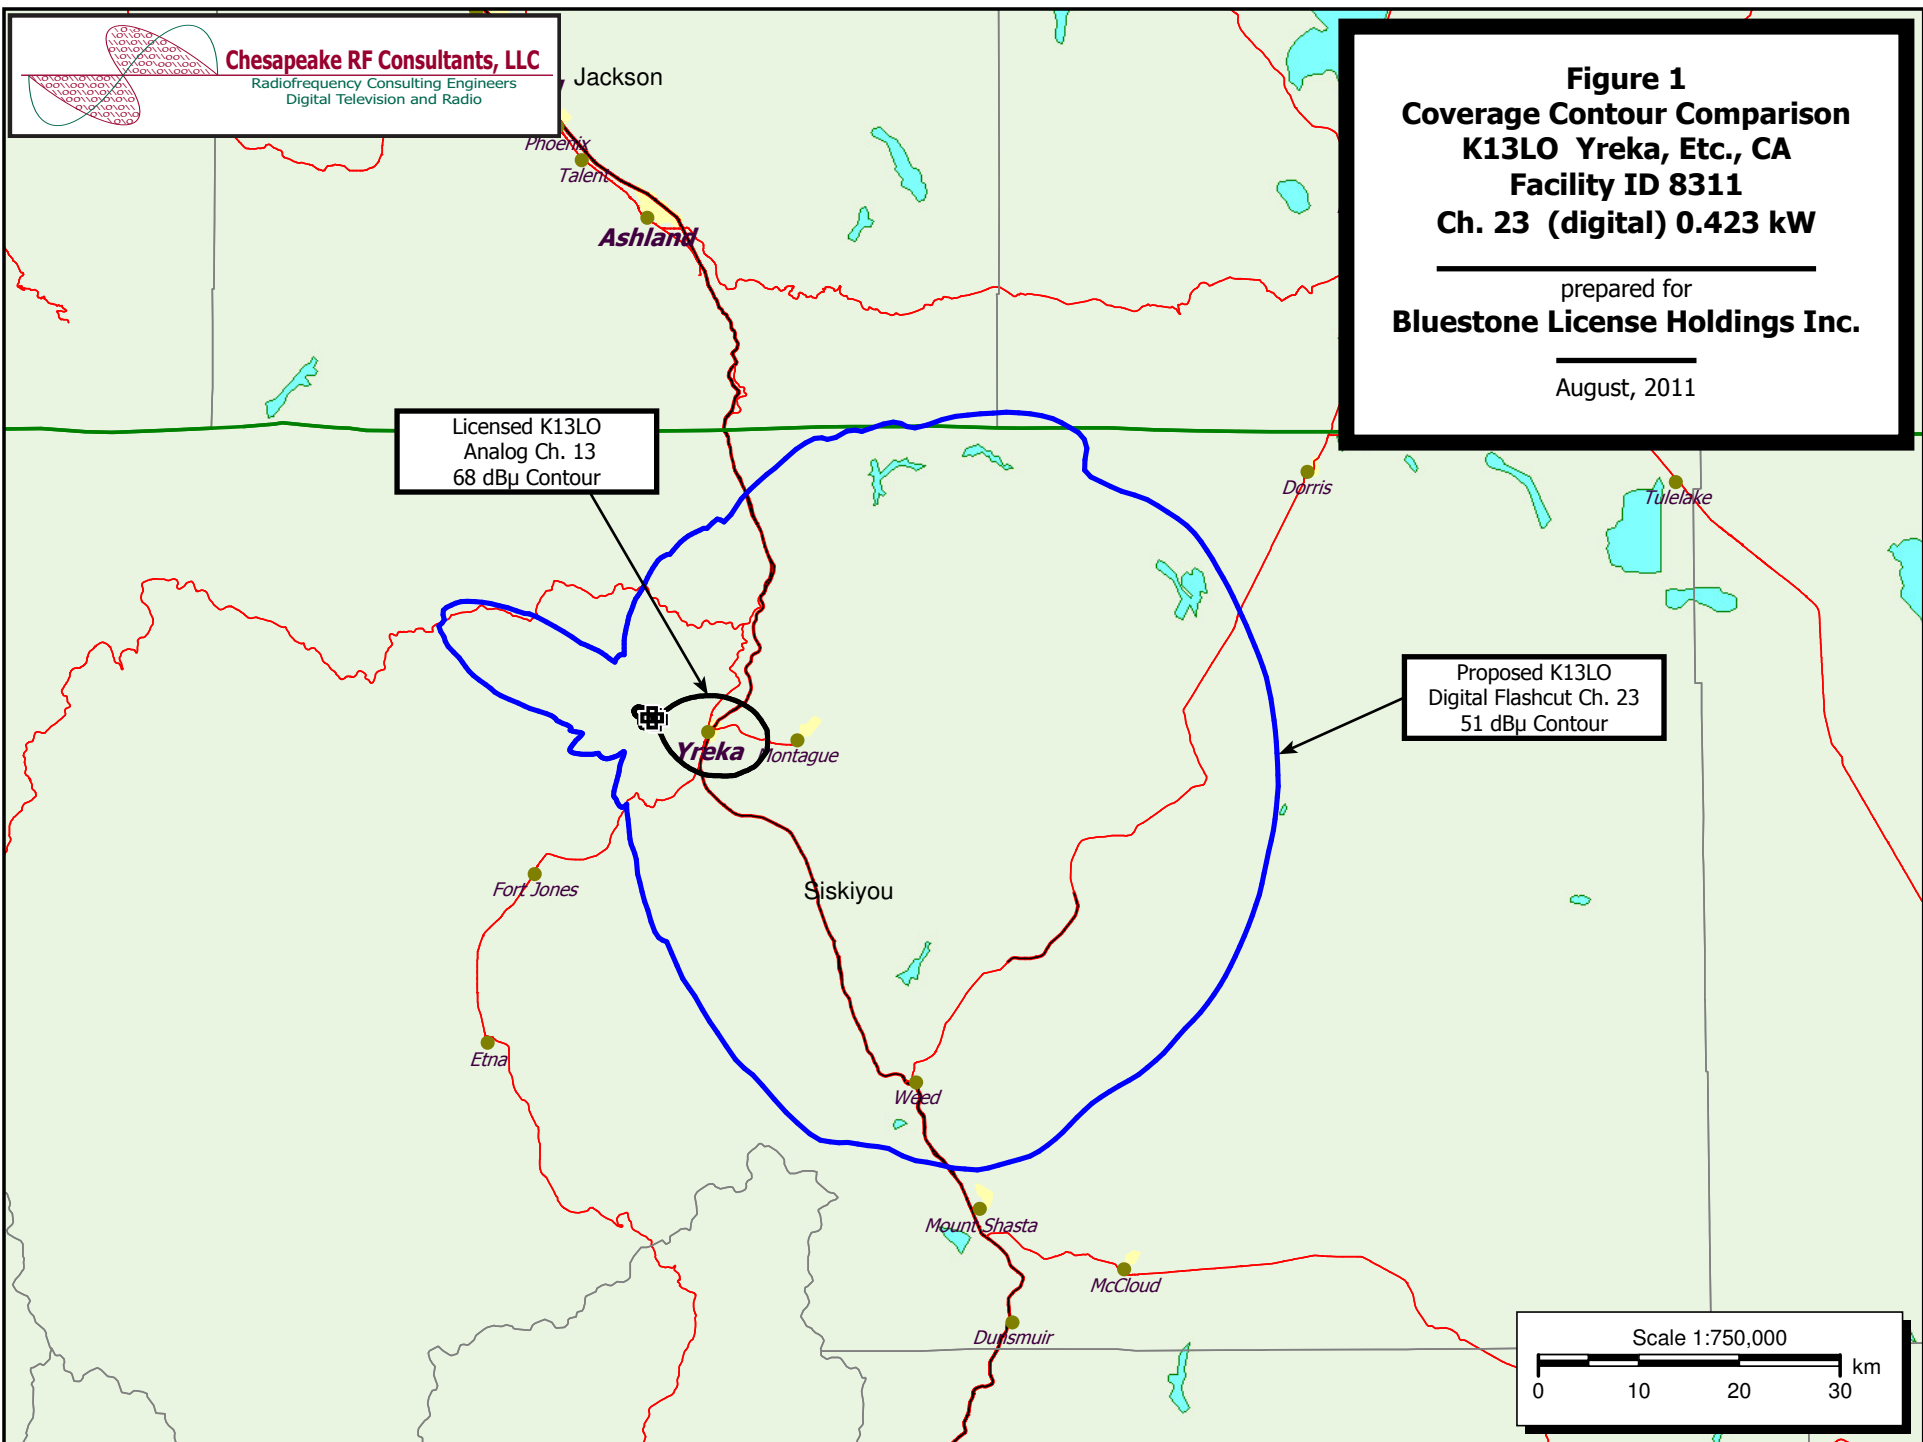 Chesapeake RF Consultants, LLC
Radiofrequency Consulting Engineers
Digital Television and Radio
Figure 1
Coverage Contour Comparison
K13LO Yreka, Etc., CA
Facility ID 8311
Ch. 23 (digital) 0.423 kW
prepared for
Bluestone License Holdings Inc.
August, 2011
Jackson
Phoenix
Talent
Ashland
Licensed K13LO
Analog Ch. 13
68 dBµ Contour
Dorris
Tulelake
Proposed K13LO
Digital Flashcut Ch. 23
51 dBµ Contour
Yreka
Montague
Siskiyou
Fort Jones
Etna
Weed
Mount Shasta
McCloud
Dunsmuir
Scale 1:750,000
km
0 10 20 30